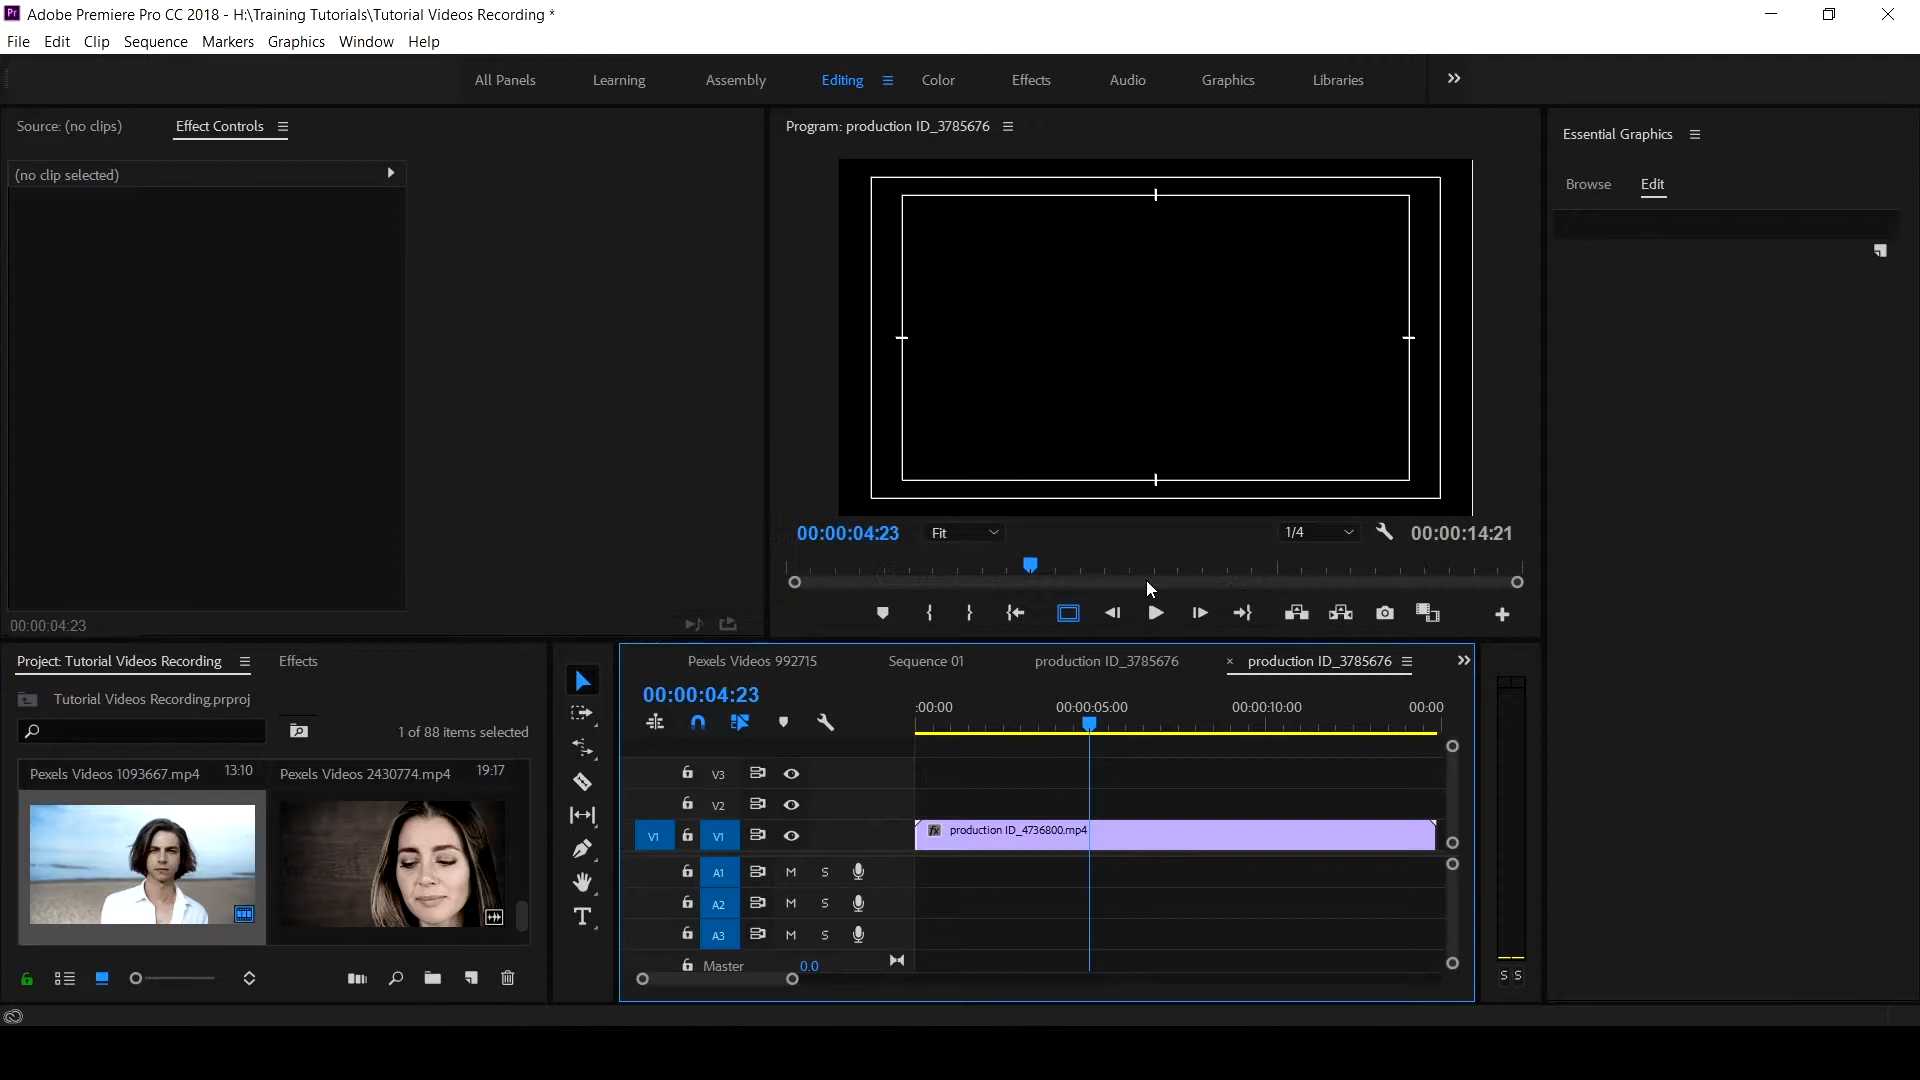 Adobe Premiere Pro CC 2018 - H:\Training Tutorials\Tutorial Videos Recording *
File Edit Clip Sequence Markers Graphics Window Help
All Panels Learning Assembly Editing Color Effects Audio Graphics Libraries
Source: (no clips) Effect Controls
Program: production ID_3785676
Essential Graphics
Browse Edit
(no clip selected)
00:00:04:23 Fit 1/4 00:00:14:21
00:00:04:23
Project: Tutorial Videos Recording Effects
Tutorial Videos Recording.prproj
1 of 88 items selected
Pexels Videos 1093667.mp4 13:10 Pexels Videos 2430774.mp4 19:17
Pexels Videos 992715 Sequence 01 production ID_3785676 × production ID_3785676
00:00:04:23
:00:00 00:00:05:00 00:00:10:00 00:00
V3
V2
V1 V1 fx production ID_4736800.mp4
A1 M S
A2 M S
A3 M S
Master 0.0
S S